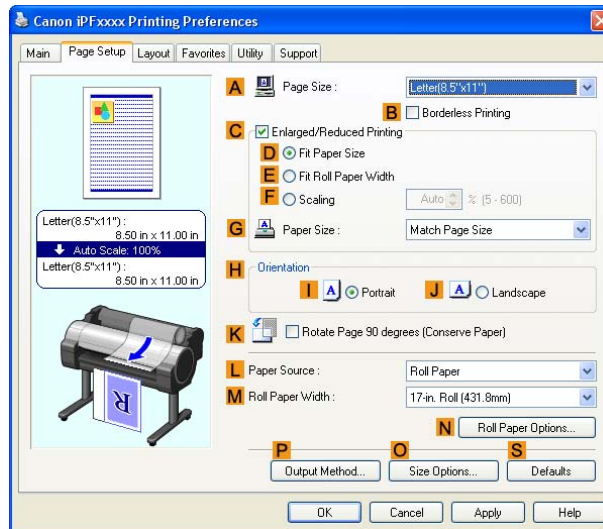 Canon iPFxxxx Printing Preferences
Main Page Setup Layout Favorites Utility Support
A Page Size : Letter(8.5"x11")
B Borderless Printing
C Enlarged/Reduced Printing
D Fit Paper Size
E Fit Roll Paper Width
F Scaling Auto % (5 - 600)
G Paper Size : Match Page Size
Letter(8.5"x11") :
8.50 in x 11.00 in
Auto Scale: 100%
Letter(8.5"x11") :
8.50 in x 11.00 in
H Orientation
I A Portrait J A Landscape
K Rotate Page 90 degrees (Conserve Paper)
L Paper Source : Roll Paper
M Roll Paper Width : 17-in. Roll (431.8mm)
N Roll Paper Options...
R
P O S
Output Method... Size Options... Defaults
OK Cancel Apply Help